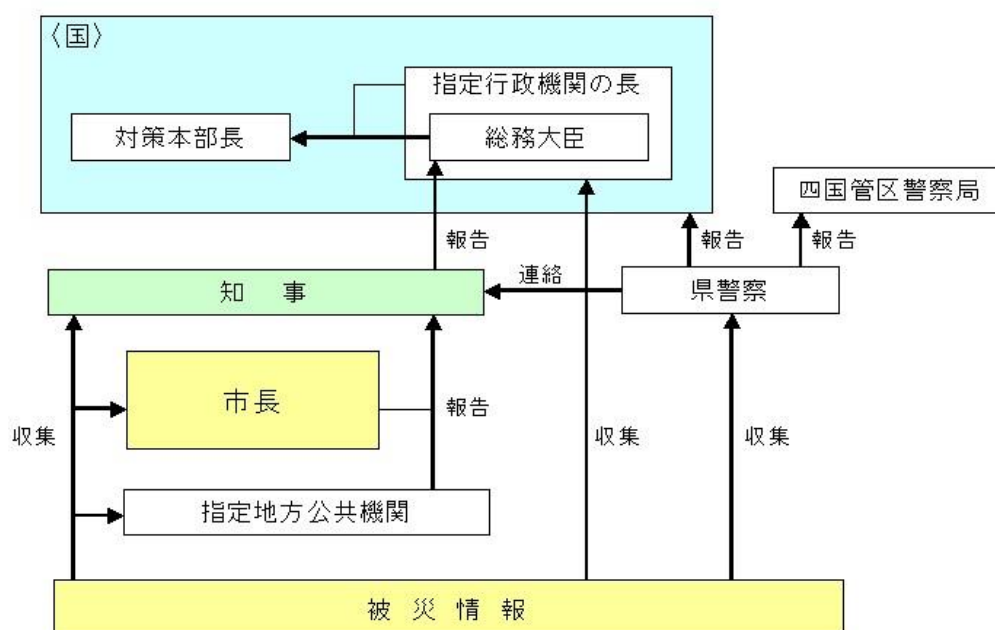 〈国〉
指定行政機関の長
対策本部長
総務大臣
四国管区警察局
報告
報告
報告
連絡
知 事
県警察
市長
報告
収集
収集
収集
指定地方公共機関
被 災 情 報